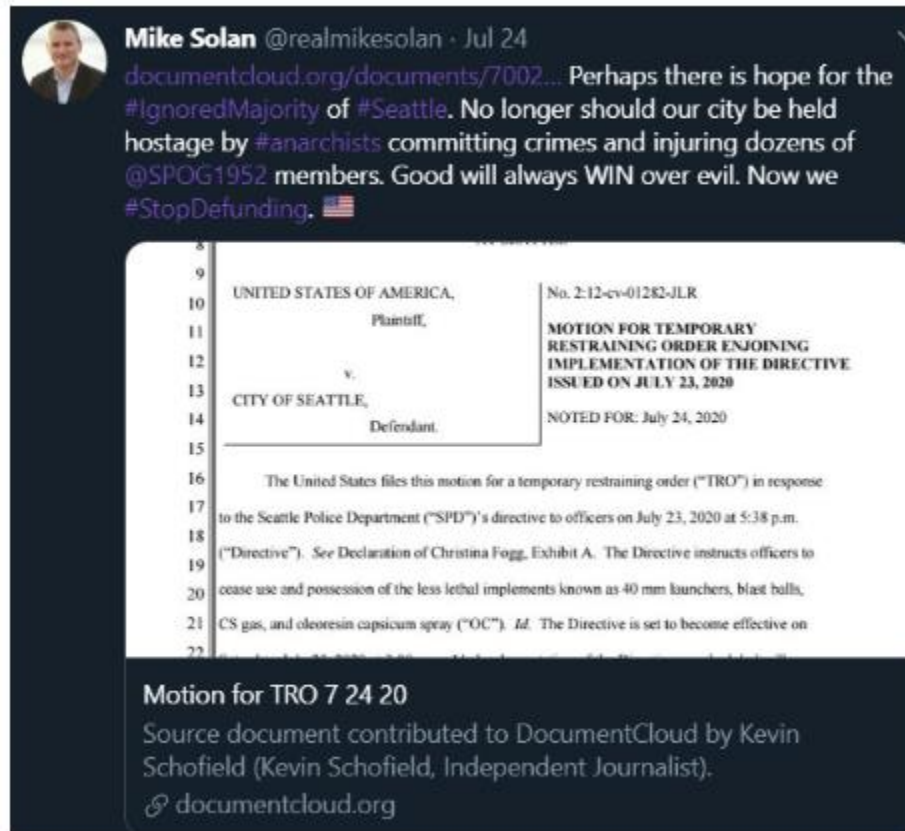 Mike Solan @realmikesolan · Jul 24
documentcloud.org/documents/7002... Perhaps there is hope for the
#IgnoredMajority of #Seattle. No longer should our city be held
hostage by #anarchists committing crimes and injuring dozens of
@SPOG1952 members. Good will always WIN over evil. Now we
#StopDefunding. 🇺🇸
8
9
10 UNITED STATES OF AMERICA, No. 2:12-cv-01282-JLR
11 Plaintiff, MOTION FOR TEMPORARY
RESTRAINING ORDER ENJOINING
12 v. IMPLEMENTATION OF THE DIRECTIVE
13 CITY OF SEATTLE, ISSUED ON JULY 23, 2020
14 Defendant. NOTED FOR: July 24, 2020
15
16 The United States files this motion for a temporary restraining order ("TRO") in response
17 to the Seattle Police Department ("SPD")'s directive to officers on July 23, 2020 at 5:38 p.m.
18
19 ("Directive"). See Declaration of Christina Fogg, Exhibit A. The Directive instructs officers to
20 cease use and possession of the less lethal implements known as 40 mm launchers, blast balls,
21 CS gas, and oleoresin capsicum spray ("OC"). Id. The Directive is set to become effective on
22
Motion for TRO 7 24 20
Source document contributed to DocumentCloud by Kevin
Schofield (Kevin Schofield, Independent Journalist).
documentcloud.org